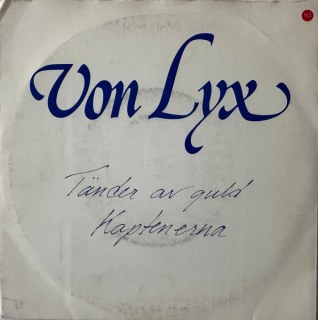 Von Lyx
Tänder av guld
Kaptenerna